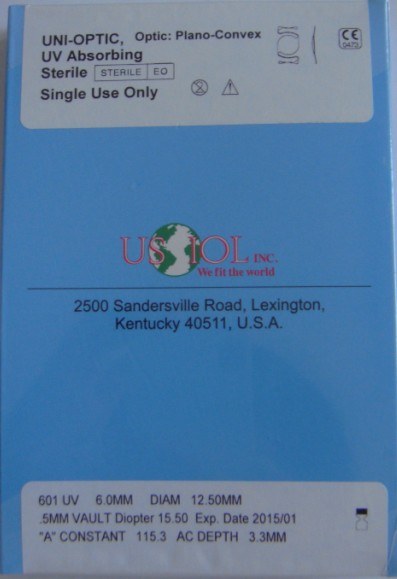 UNI-OPTIC, Optic: Plano-Convex
UV Absorbing
Sterile STERILE EO
Single Use Only
CE
0473
US IOL, INC.
We fit the world
2500 Sandersville Road, Lexington,
Kentucky 40511, U.S.A.
601 UV 6.0MM DIAM 12.50MM
.5MM VAULT Diopter 15.50 Exp. Date 2015/01
"A" CONSTANT 115.3 AC DEPTH 3.3MM